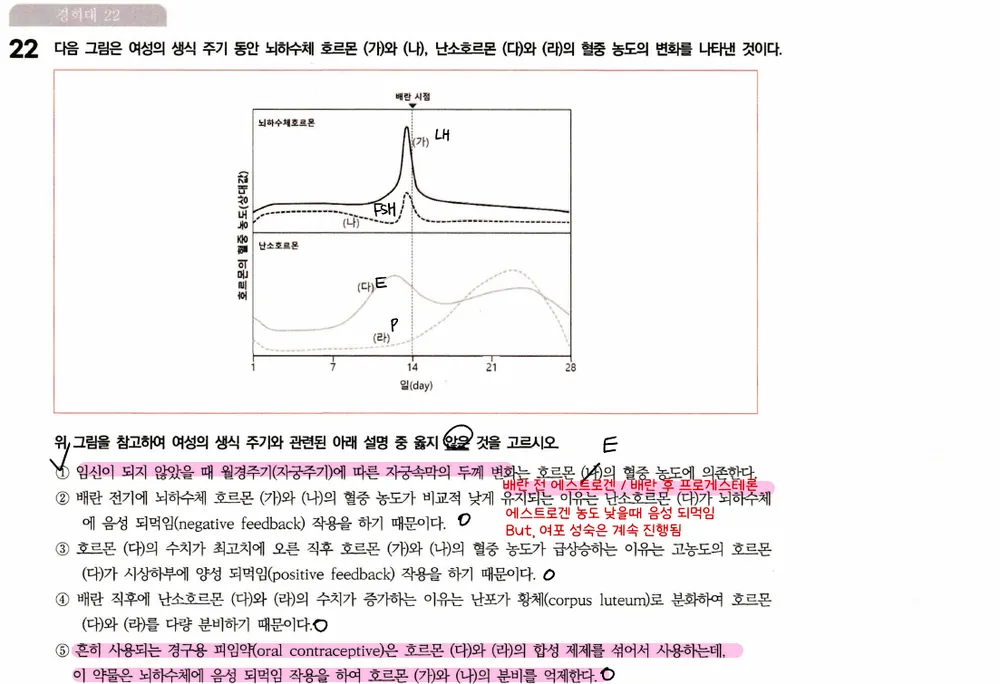 경희대 22
22 다음 그림은 여성의 생식 주기 동안 뇌하수체 호르몬 (가)와 (나), 난소호르몬 (다)와 (라)의 혈중 농도의 변화를 나타낸 것이다.
배란 시점
뇌하수체호르몬
(가) LH
FSH
(나)
호르몬의 혈중 농도(상대값)
난소호르몬
(다) E
P
(라)
1 7 14 21 28
일(day)
위 그림을 참고하여 여성의 생식 주기와 관련된 아래 설명 중 옳지 않은 것을 고르시오.
E
① 임신이 되지 않았을 때 월경주기(자궁주기)에 따른 자궁속막의 두께 변화는 호르몬 (나)의 혈중 농도에 의존한다.
배란 전 에스트로겐 / 배란 후 프로게스테론
② 배란 전기에 뇌하수체 호르몬 (가)와 (나)의 혈중 농도가 비교적 낮게 유지되는 이유는 난소호르몬 (다)가 뇌하수체
에스트로겐 농도 낮을때 음성 되먹임
에 음성 되먹임(negative feedback) 작용을 하기 때문이다. O
But, 여포 성숙은 계속 진행됨
③ 호르몬 (다)의 수치가 최고치에 오른 직후 호르몬 (가)와 (나)의 혈중 농도가 급상승하는 이유는 고농도의 호르몬
(다)가 시상하부에 양성 되먹임(positive feedback) 작용을 하기 때문이다. O
④ 배란 직후에 난소호르몬 (다)와 (라)의 수치가 증가하는 이유는 난포가 황체(corpus luteum)로 분화하여 호르몬
(다)와 (라)를 다량 분비하기 때문이다. O
⑤ 흔히 사용되는 경구용 피임약(oral contraceptive)은 호르몬 (다)와 (라)의 합성 제제를 섞어서 사용하는데,
이 약물은 뇌하수체에 음성 되먹임 작용을 하여 호르몬 (가)와 (나)의 분비를 억제한다. O